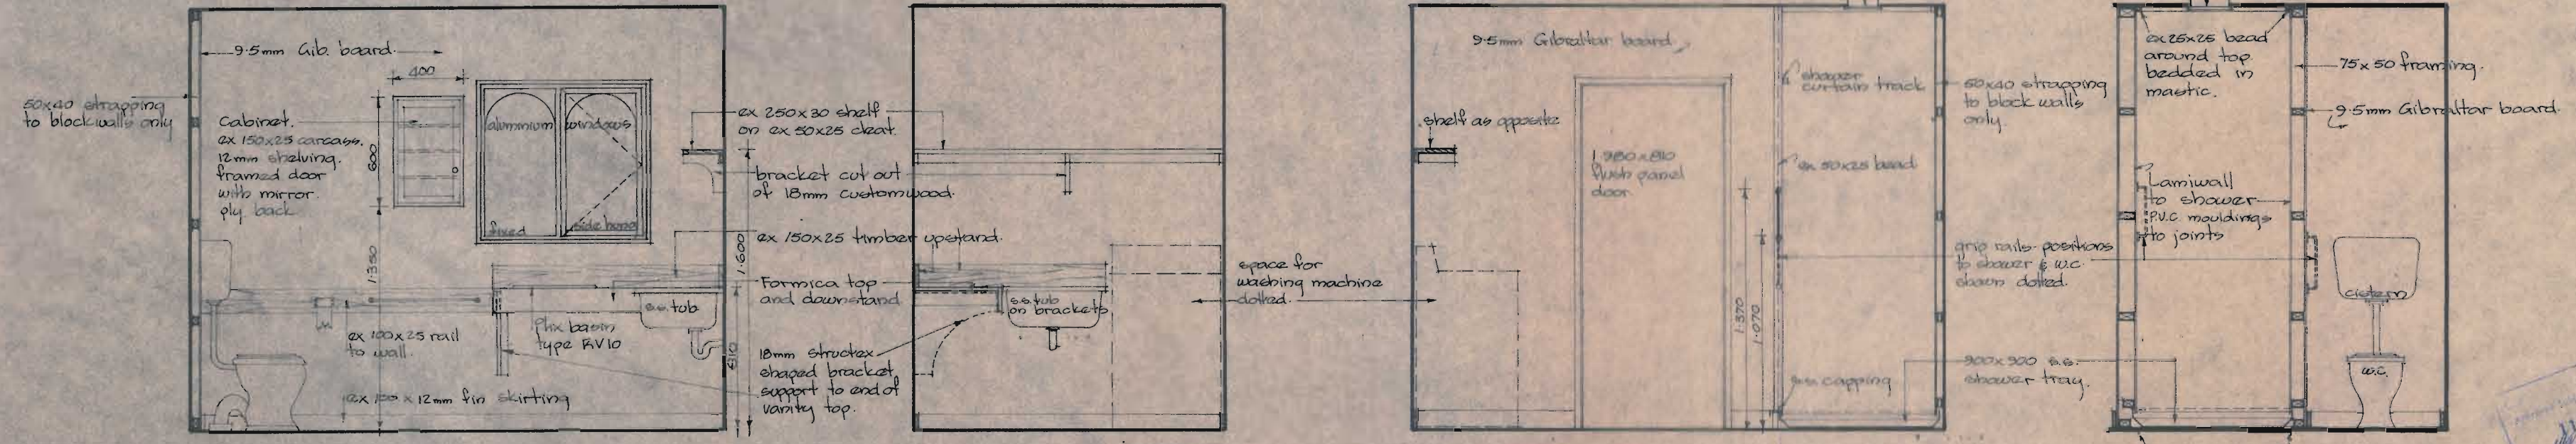 9.5mm Gib. board.
400
50x40 strapping
to block walls only
Cabinet.
ex 150x25 carcass.
12mm shelving.
framed door
with mirror.
ply back
600
1.350
aluminium windows
fixed
side hung
ex 100x25 rail
to wall.
ex 100 x 12mm fin skirting
Phx basin
type RV10
s.s. tub
ex 250x30 shelf
on ex 50x25 cleat.
bracket cut out
of 18mm customwood.
ex 150x25 timber upstand.
1.600
Formica top
and downstand
810
18mm structex
shaped bracket
support to end of
vanity top.
s.s. tub
on brackets
space for
washing machine
dotted.
9.5mm Gibraltar board.
shelf as opposite
1.980x810
flush panel
door.
shower
curtain track
ex 50x25 bead
1.370
1.070
s.s. capping
50x40 strapping
to block walls
only.
grip rails-positions
to shower & w.c.
shown dotted.
900x900 s.s.
shower tray.
ex 25x25 bead
around top
bedded in
mastic.
Lamiwall
to shower
P.V.C. mouldings
to joints
75x50 framing.
9.5mm Gibraltar board.
cistern
W.C.